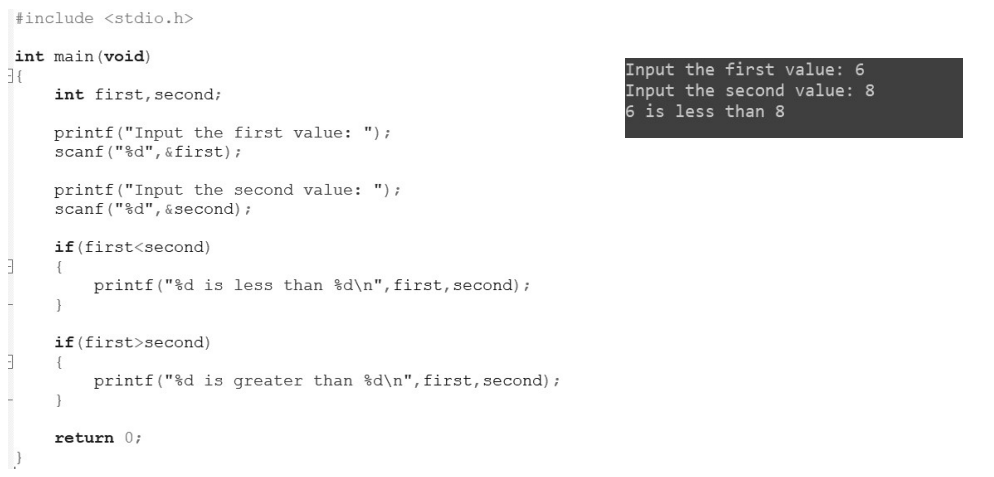 #include <stdio.h>
int main(void)
{
int first,second;
printf("Input the first value: ");
scanf("%d",&first);
printf("Input the second value: ");
scanf("%d",&second);
if(first<second)
{
printf("%d is less than %d\n",first,second);
}
if(first>second)
{
printf("%d is greater than %d\n",first,second);
}
return 0;
}
Input the first value: 6
Input the second value: 8
6 is less than 8